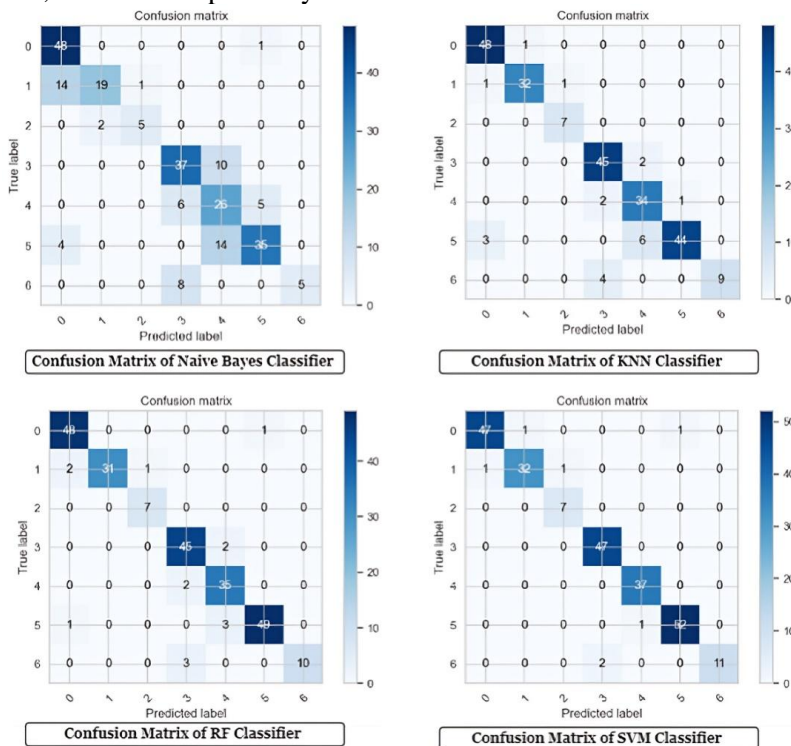 Confusion matrix
0 48 0 0 0 0 1 0
1 14 19 1 0 0 0 0
2 0 2 5 0 0 0 0
3 0 0 0 37 10 0 0
4 0 0 0 6 26 5 0
5 4 0 0 0 14 35 0
6 0 0 0 8 0 0 5
0 1 2 3 4 5 6
True label
Predicted label
40
30
20
10
0
Confusion Matrix of Naive Bayes Classifier
Confusion matrix
0 48 1 0 0 0 0 0
1 1 32 1 0 0 0 0
2 0 0 7 0 0 0 0
3 0 0 0 45 2 0 0
4 0 0 0 2 34 1 0
5 3 0 0 0 6 44 0
6 0 0 0 4 0 0 9
0 1 2 3 4 5 6
True label
Predicted label
Confusion Matrix of KNN Classifier
Confusion matrix
0 48 0 0 0 0 1 0
1 2 31 1 0 0 0 0
2 0 0 7 0 0 0 0
3 0 0 0 45 2 0 0
4 0 0 0 2 35 0 0
5 1 0 0 0 3 49 0
6 0 0 0 3 0 0 10
0 1 2 3 4 5 6
True label
Predicted label
40
30
20
10
0
Confusion Matrix of RF Classifier
Confusion matrix
0 47 1 0 0 0 1 0
1 1 32 1 0 0 0 0
2 0 0 7 0 0 0 0
3 0 0 0 47 0 0 0
4 0 0 0 0 37 0 0
5 0 0 0 0 1 52 0
6 0 0 0 2 0 0 11
0 1 2 3 4 5 6
True label
Predicted label
50
40
30
20
10
0
Confusion Matrix of SVM Classifier